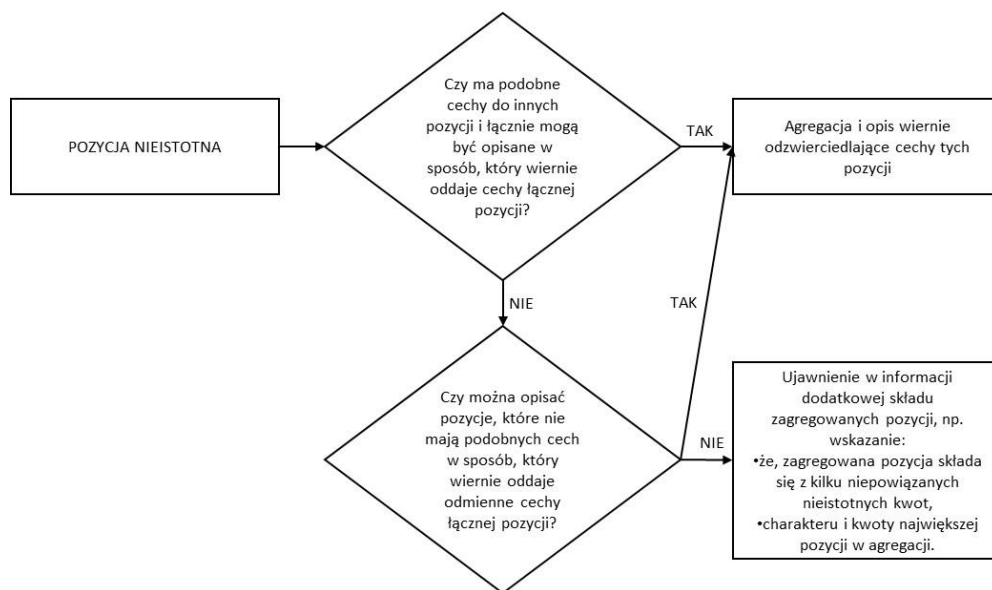 POZYCJA NIEISTOTNA
Czy ma podobne
cechy do innych
pozycji i łącznie mogą
być opisane w
sposób, który wiernie
oddaje cechy łącznej
pozycji?
TAK
Agregacja i opis wiernie
odzwierciedlające cechy tych
pozycji
NIE
TAK
Czy można opisać
pozycje, które nie
mają podobnych cech
w sposób, który
wiernie oddaje
odmienne cechy
łącznej pozycji?
NIE
Ujawnienie w informacji
dodatkowej składu
zagregowanych pozycji, np.
wskazanie:
•że, zagregowana pozycja składa
się z kilku niepowiązanych
nieistotnych kwot,
•charakteru i kwoty największej
pozycji w agregacji.